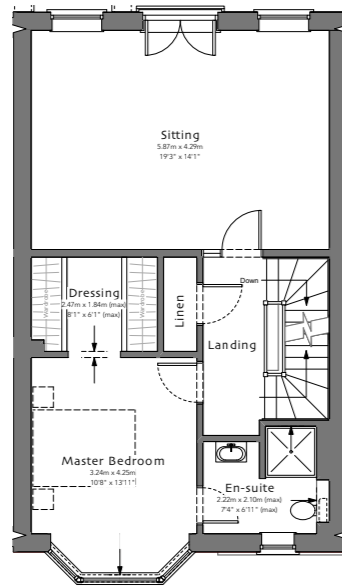 Sitting
5.87m x 4.29m
19'3" x 14'1"
Down
Wardrobe
Dressing
2.47m x 1.84m (max)
8'1" x 6'1" (max)
Wardrobe
Linen
Landing
Master Bedroom
3.24m x 4.25m
10'8" x 13'11"
En-suite
2.22m x 2.10m (max)
7'4" x 6'11" (max)